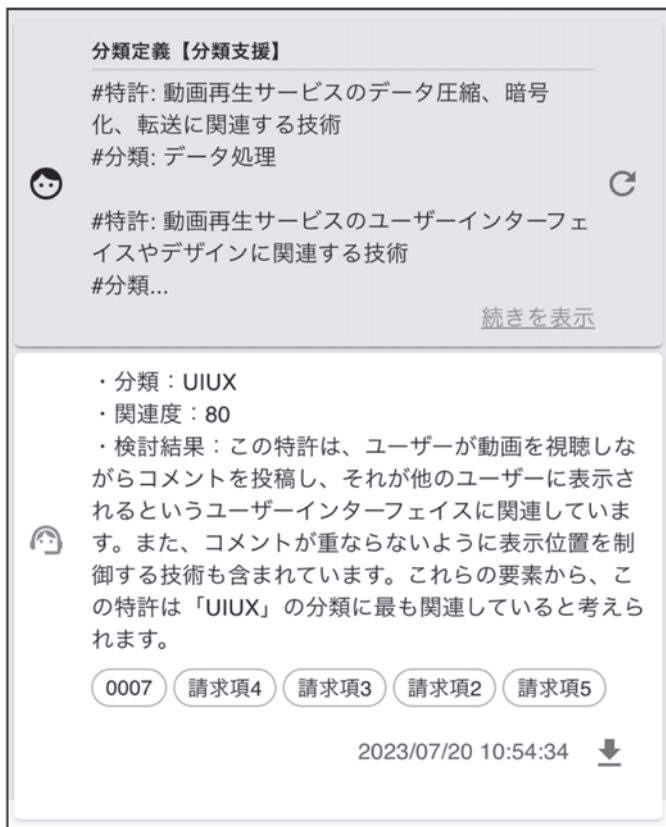 分類定義【分類支援】
#特許: 動画再生サービスのデータ圧縮、暗号
化、転送に関連する技術
#分類: データ処理
#特許: 動画再生サービスのユーザーインターフェ
イスやデザインに関連する技術
#分類...
続きを表示
・分類：UIUX
・関連度：80
・検討結果：この特許は、ユーザーが動画を視聴しな
がらコメントを投稿し、それが他のユーザーに表示さ
れるというユーザーインターフェイスに関連していま
す。また、コメントが重ならないように表示位置を制
御する技術も含まれています。これらの要素から、こ
の特許は「UIUX」の分類に最も関連していると考えら
れます。
0007 請求項4 請求項3 請求項2 請求項5
2023/07/20 10:54:34